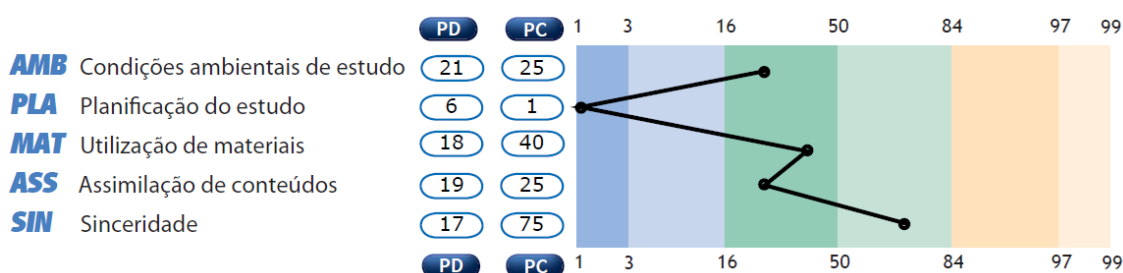 PD PC 1 3 16 50 84 97 99
AMB Condições ambientais de estudo 21 25
PLA Planificação do estudo 6 1
MAT Utilização de materiais 18 40
ASS Assimilação de conteúdos 19 25
SIN Sinceridade 17 75
PD PC 1 3 16 50 84 97 99